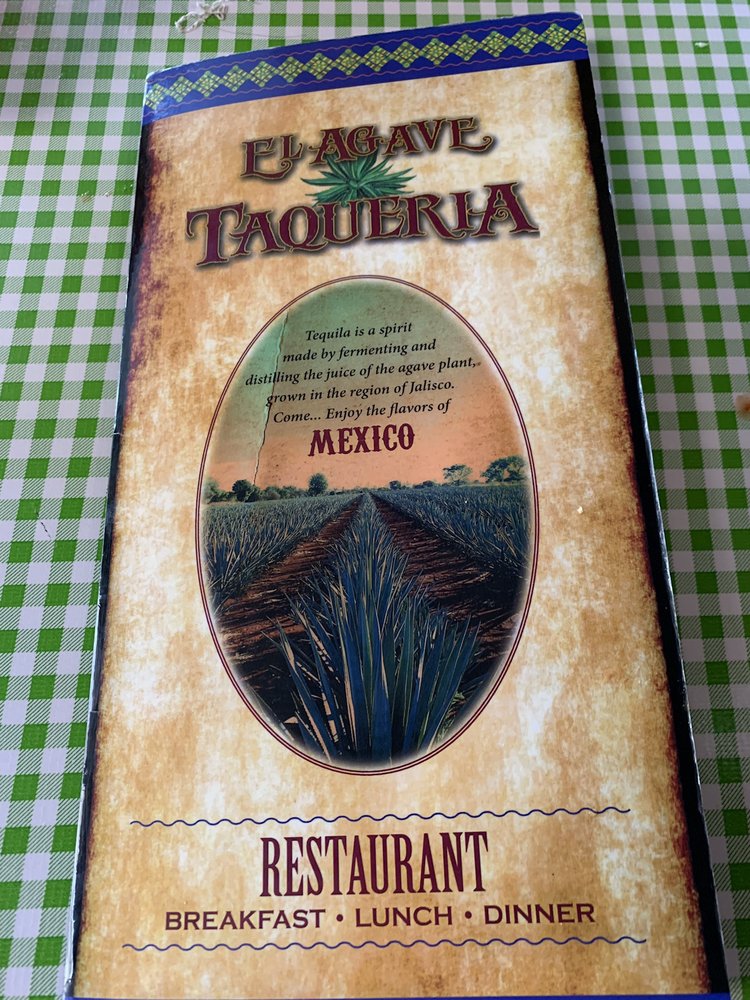 EL AGAVE
TAQUERIA
Tequila is a spirit
made by fermenting and
distilling the juice of the agave plant,
grown in the region of Jalisco.
Come... Enjoy the flavors of
MEXICO
RESTAURANT
BREAKFAST • LUNCH • DINNER